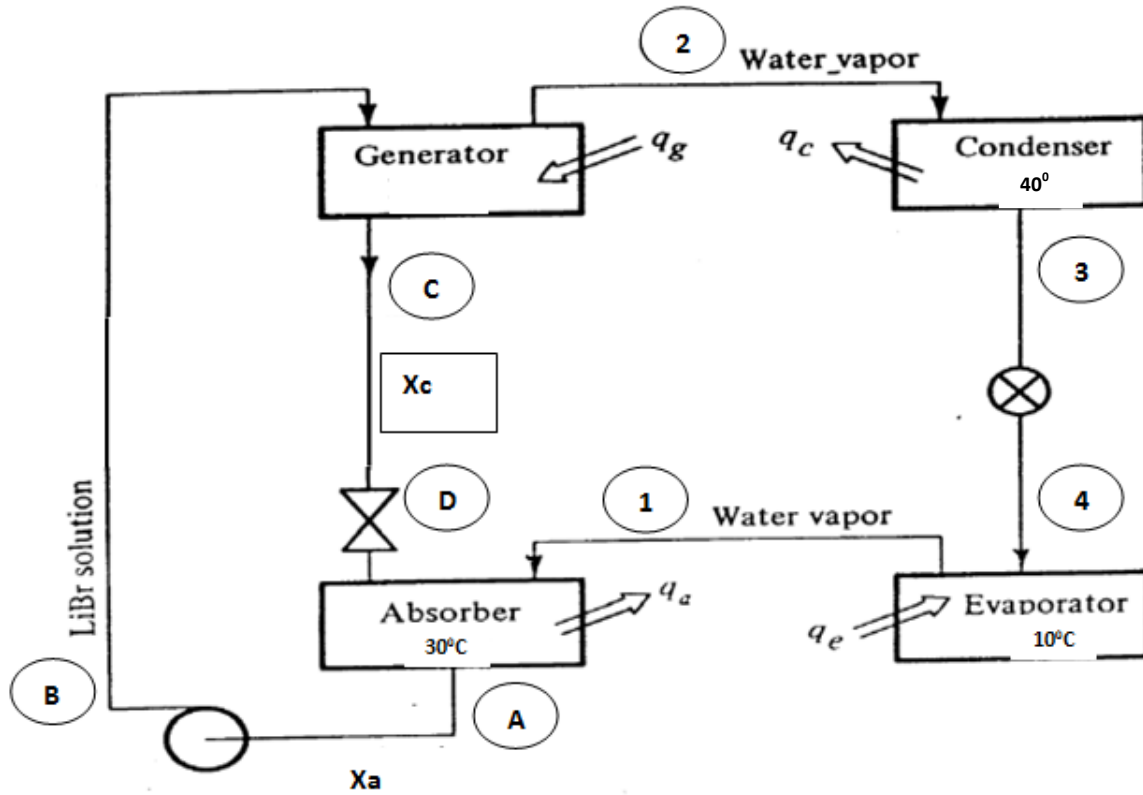 2
Water_vapor
Generator
qg
qc
Condenser
40⁰
C
3
Xc
D
1
4
Water vapor
LiBr solution
Absorber
30⁰C
qa
qe
Evaporator
10⁰C
B
A
Xa